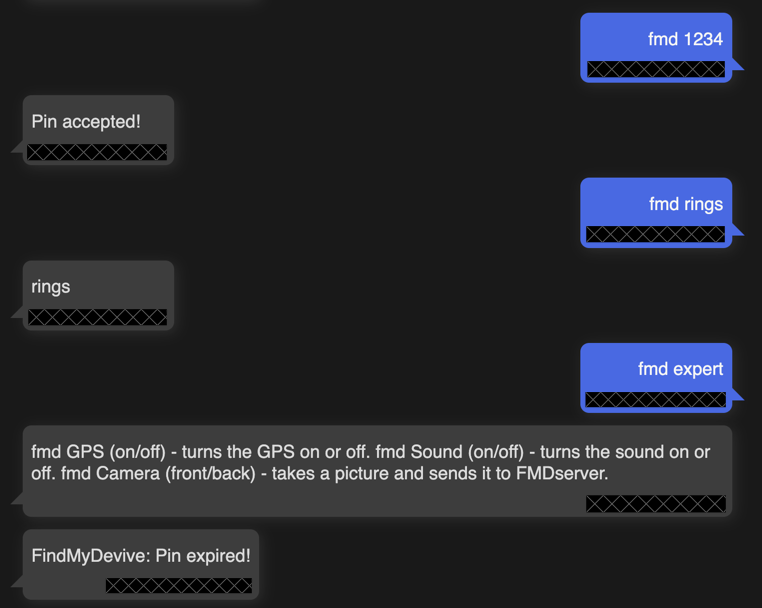 fmd 1234
Pin accepted!
fmd rings
rings
fmd expert
fmd GPS (on/off) - turns the GPS on or off. fmd Sound (on/off) - turns the sound on or
off. fmd Camera (front/back) - takes a picture and sends it to FMDserver.
FindMyDevive: Pin expired!